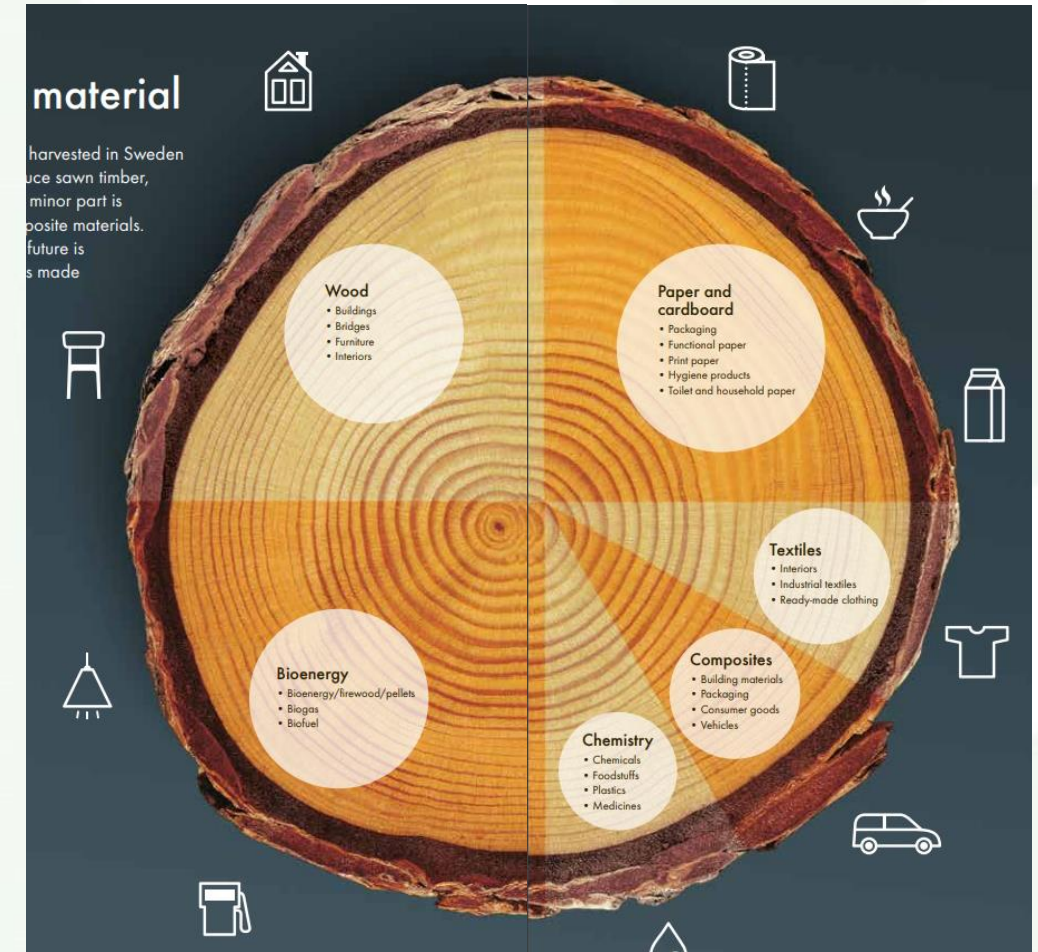 material
harvested in Sweden
uce sawn timber,
minor part is
posite materials.
future is
s made
Wood
• Buildings
• Bridges
• Furniture
• Interiors
Paper and
cardboard
• Packaging
• Functional paper
• Print paper
• Hygiene products
• Toilet and household paper
Textiles
• Interiors
• Industrial textiles
• Ready-made clothing
Composites
• Building materials
• Packaging
• Consumer goods
• Vehicles
Chemistry
• Chemicals
• Foodstuffs
• Plastics
• Medicines
Bioenergy
• Bioenergy/firewood/pellets
• Biogas
• Biofuel